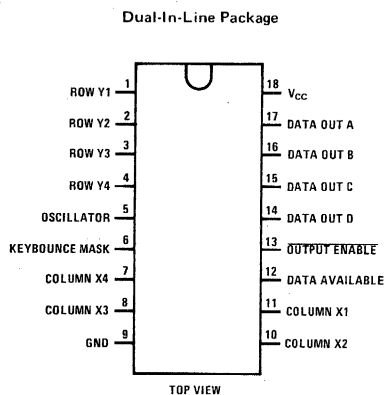 Dual-In-Line Package
ROW Y1 1
18 VCC
ROW Y2 2
17 DATA OUT A
ROW Y3 3
16 DATA OUT B
ROW Y4 4
15 DATA OUT C
OSCILLATOR 5
14 DATA OUT D
KEYBOUNCE MASK 6
13 OUTPUT ENABLE
COLUMN X4 7
12 DATA AVAILABLE
COLUMN X3 8
11 COLUMN X1
GND 9
10 COLUMN X2
TOP VIEW